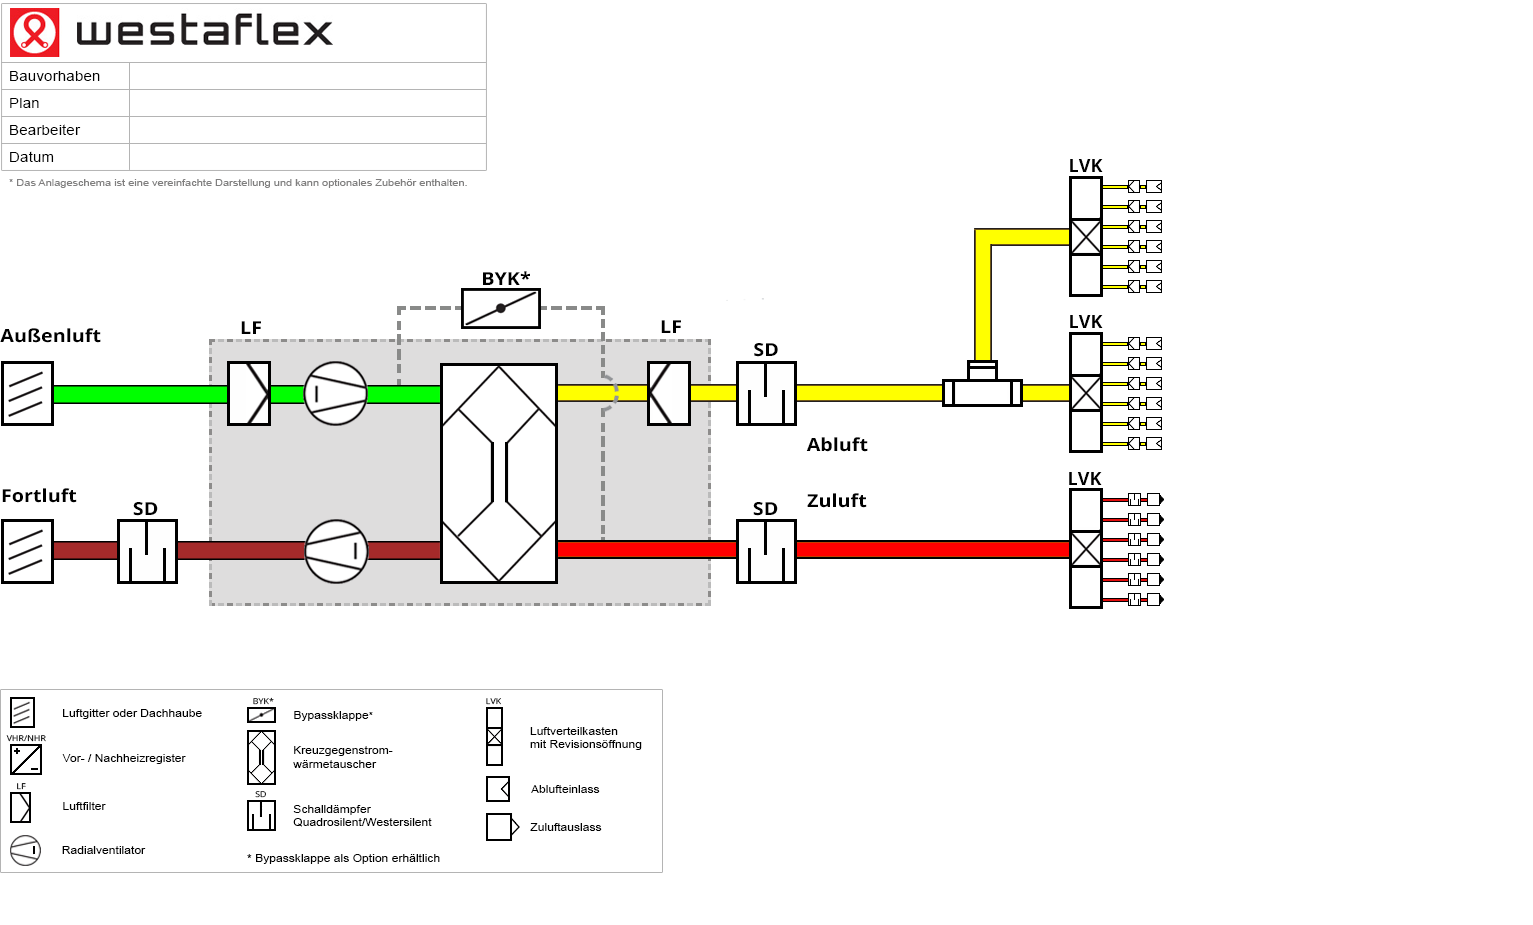 westaflex
Bauvorhaben
Plan
Bearbeiter
Datum
* Das Anlageschema ist eine vereinfachte Darstellung und kann optionales Zubehör enthalten.
LVK
BYK*
LVK
LF
LF
Außenluft
SD
Abluft
LVK
Fortluft
Zuluft
SD
SD
Luftgitter oder Dachhaube
VHR/NHR
Vor- / Nachheizregister
LF
Luftfilter
Radialventilator
BYK*
Bypassklappe*
Kreuzgegenstrom-
wärmetauscher
SD
Schalldämpfer
Quadrosilent/Westersilent
* Bypassklappe als Option erhältlich
LVK
Luftverteilkasten
mit Revisionsöffnung
Ablufteinlass
Zuluftauslass